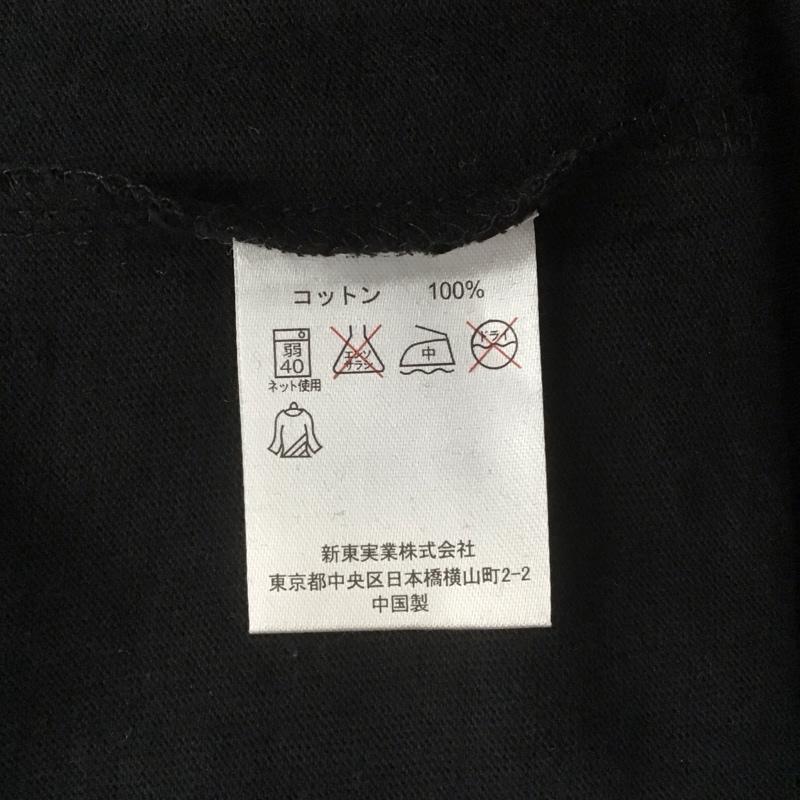 コットン 100%
弱 エンソ 中 ドライ
40 サラシ
ネット使用
新東実業株式会社
東京都中央区日本橋横山町2-2
中国製